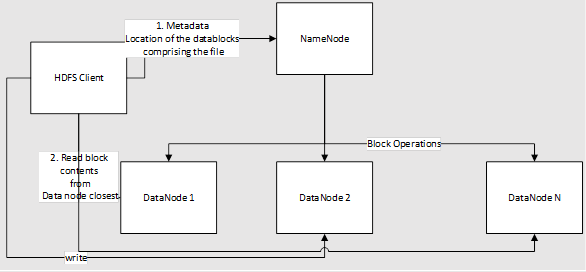 1. Metadata
Location of the datablocks
comprising the file
NameNode
HDFS Client
Block Operations
2. Read block
contents
from
Data node closest
DataNode 1
DataNode 2
DataNode N
write